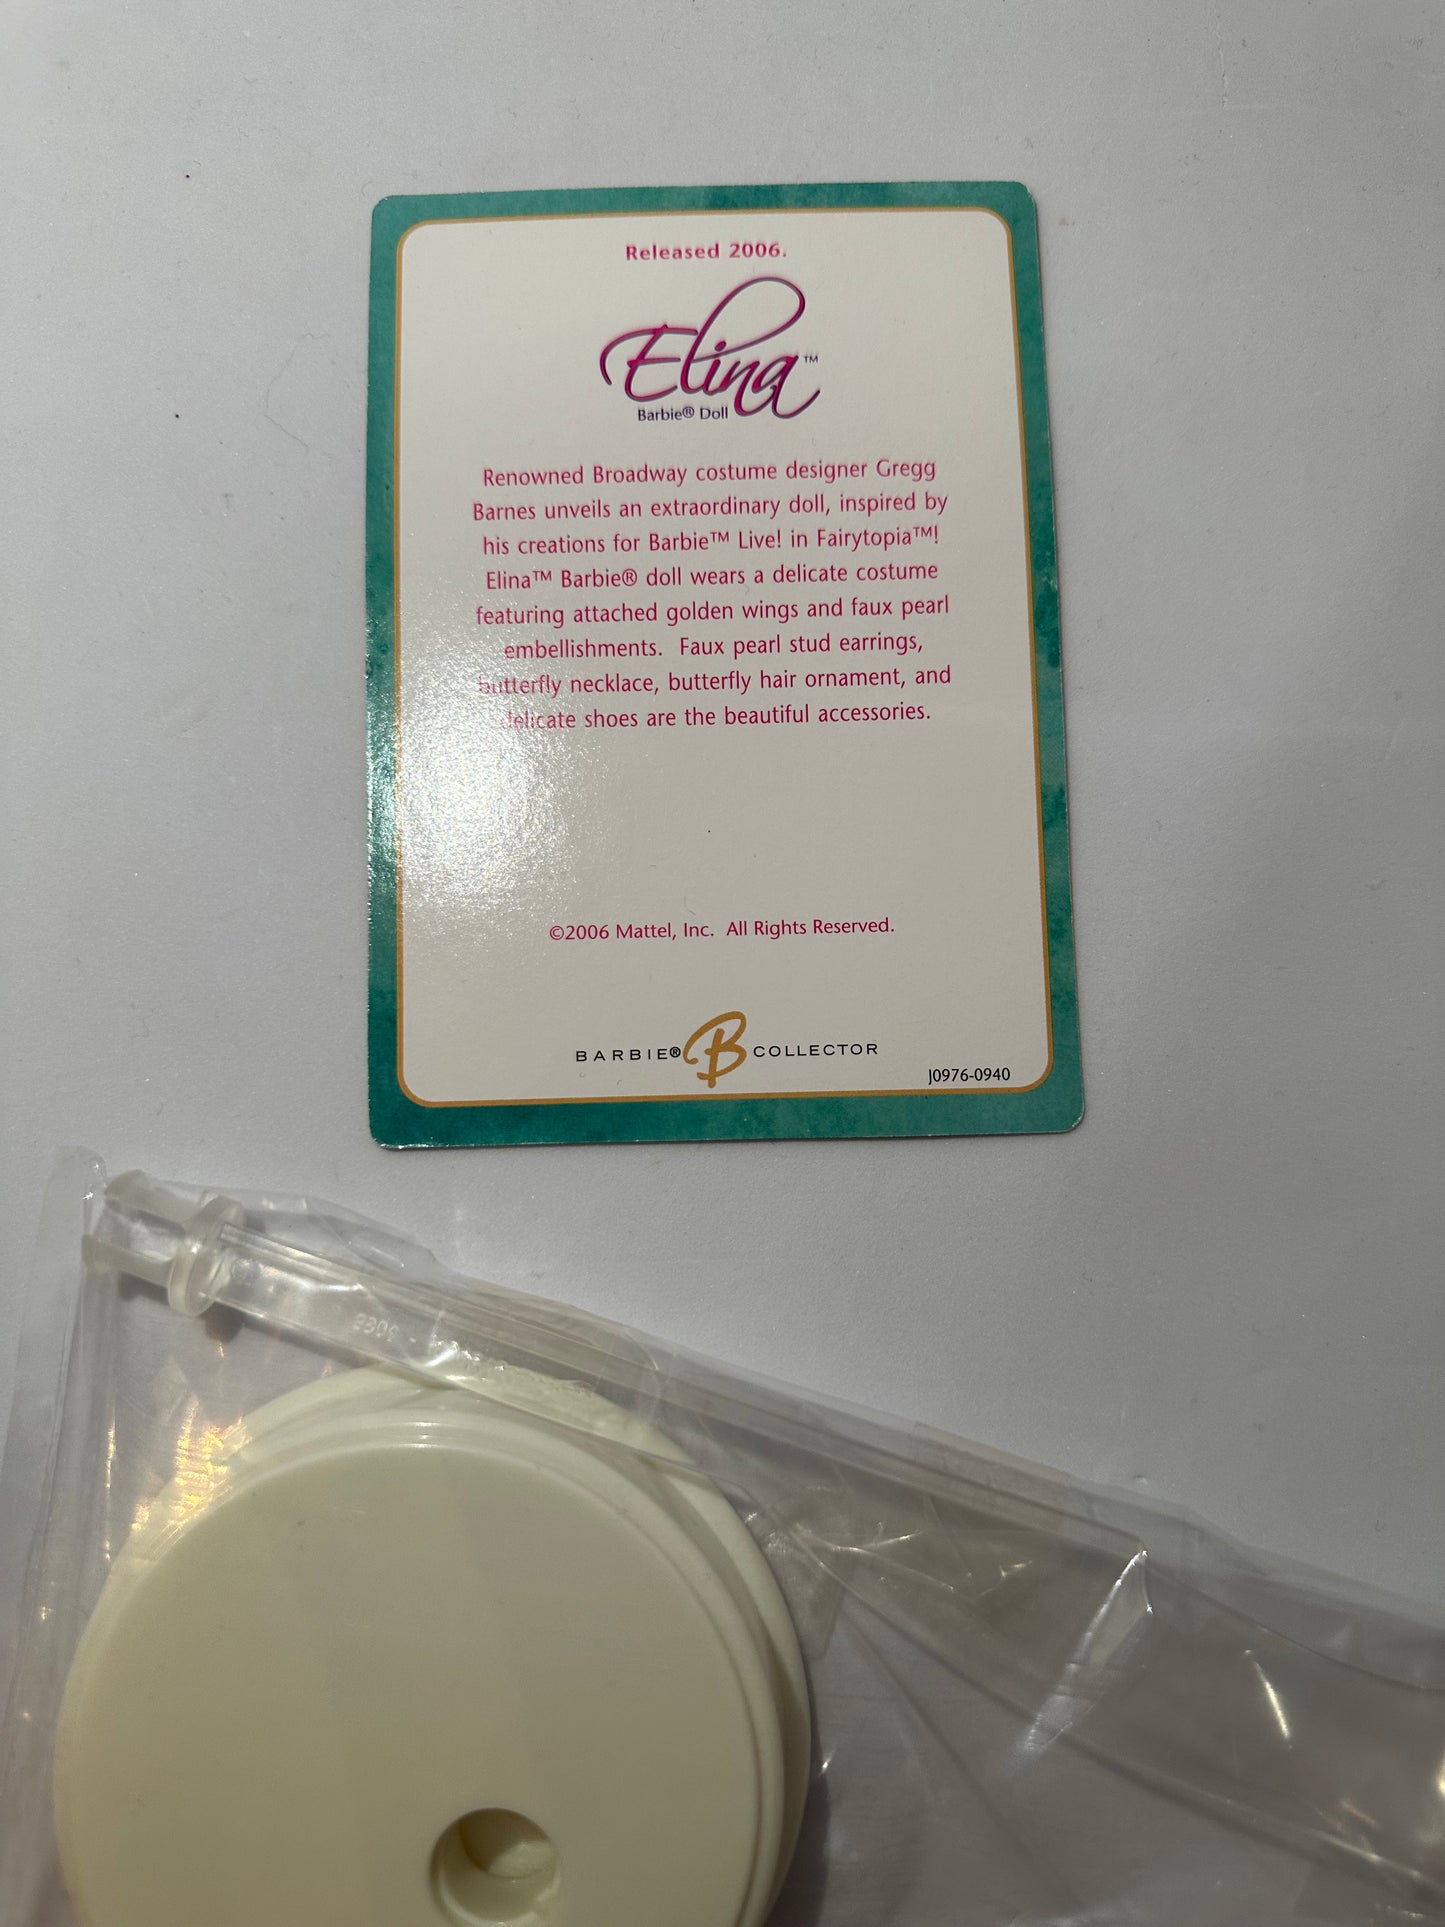 Released 2006.
Elina™
Barbie® Doll
Renowned Broadway costume designer Gregg
Barnes unveils an extraordinary doll, inspired by
his creations for Barbie™ Live! in Fairytopia™!
Elina™ Barbie® doll wears a delicate costume
featuring attached golden wings and faux pearl
embellishments.  Faux pearl stud earrings,
butterfly necklace, butterfly hair ornament, and
delicate shoes are the beautiful accessories.
©2006 Mattel, Inc.  All Rights Reserved.
BARBIE® B COLLECTOR
J0976-0940